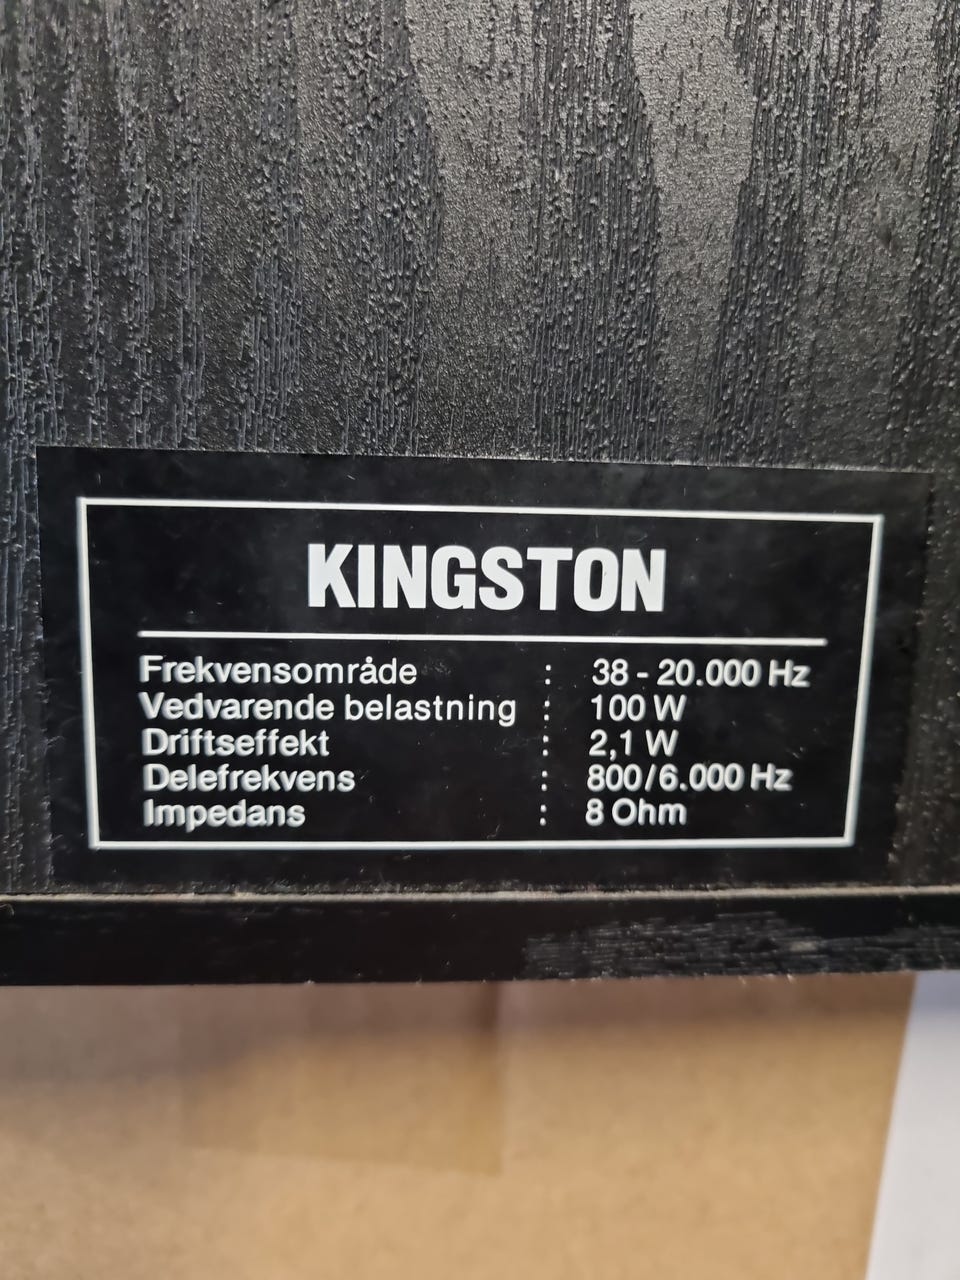 KINGSTON
Frekvensområde : 38 - 20.000 Hz
Vedvarende belastning : 100 W
Driftseffekt : 2,1 W
Delefrekvens : 800/6.000 Hz
Impedans : 8 Ohm